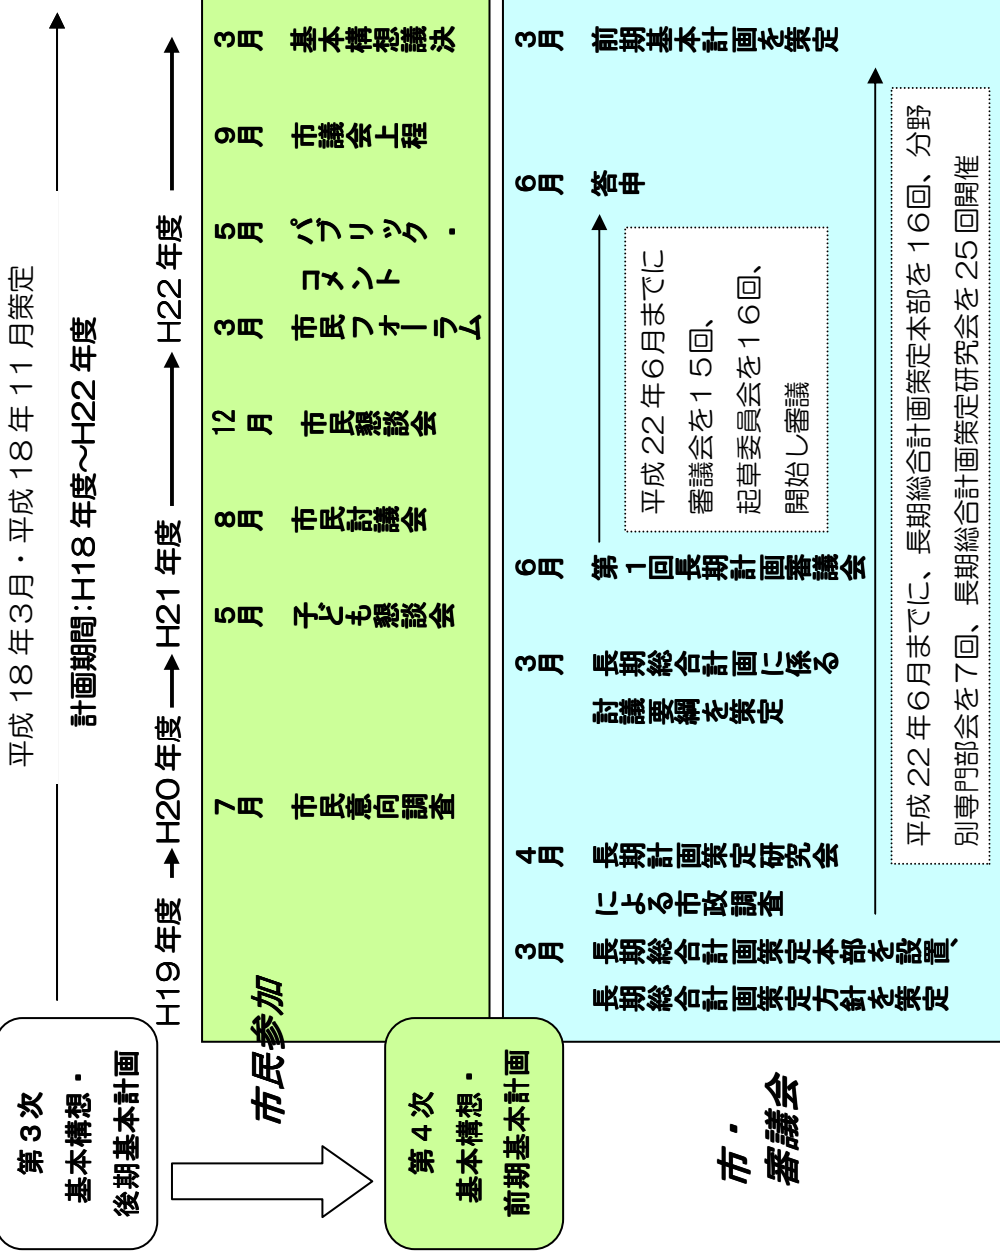 第3次
基本構想・
後期基本計画
平成18年3月・平成18年11月策定
計画期間:H18年度～H22年度
H19年度
H20年度
H21年度
H22年度
市民参加
7月 市民意向調査
5月 子ども懇談会
8月 市民討議会
12月 市民懇談会
3月 市民フォーラム
5月 パブリック・
コメント
9月 市議会上程
3月 基本構想議決
第4次
基本構想・
前期基本計画
市・
審議会
3月 長期総合計画策定本部を設置、
長期総合計画策定方針を策定
4月 長期計画策定研究会
による市政調査
3月 長期総合計画に係る
討議要綱を策定
6月 第1回長期計画審議会
平成22年6月までに
審議会を15回、
起草委員会を16回、
開始し審議
6月 答申
3月 前期基本計画を策定
平成22年6月までに、長期総合計画策定本部を16回、分野
別専門部会を7回、長期総合計画策定研究会を25回開催